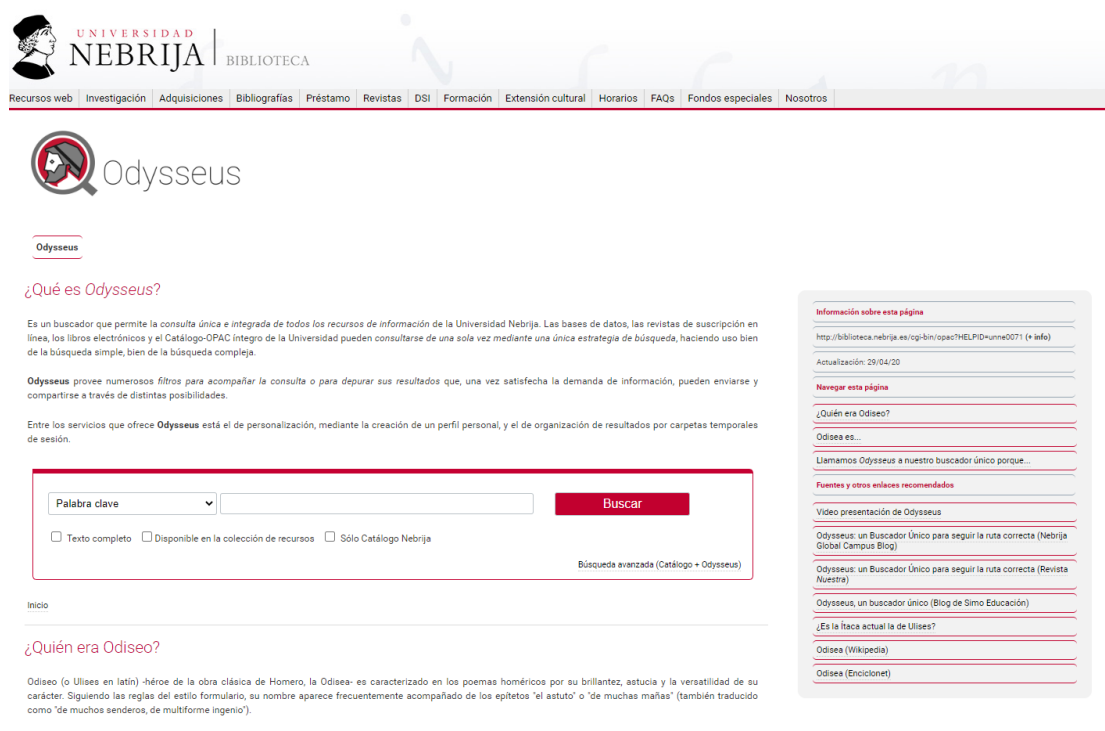 UNIVERSIDAD
NEBRIJA
BIBLIOTECA
Recursos web Investigación Adquisiciones Bibliografías Préstamo Revistas DSI Formación Extensión cultural Horarios FAQs Fondos especiales Nosotros
Odysseus
Odysseus
¿Qué es Odysseus?
Es un buscador que permite la consulta única e integrada de todos los recursos de información de la Universidad Nebrija. Las bases de datos, las revistas de suscripción en
línea, los libros electrónicos y el Catálogo-OPAC íntegro de la Universidad pueden consultarse de una sola vez mediante una única estrategia de búsqueda, haciendo uso bien
de la búsqueda simple, bien de la búsqueda compleja.
Odysseus provee numerosos filtros para acompañar la consulta o para depurar sus resultados que, una vez satisfecha la demanda de información, pueden enviarse y
compartirse a través de distintas posibilidades.
Entre los servicios que ofrece Odysseus está el de personalización, mediante la creación de un perfil personal, y el de organización de resultados por carpetas temporales
de sesión.
Palabra clave
Buscar
Texto completo Disponible en la colección de recursos Sólo Catálogo Nebrija
Búsqueda avanzada (Catálogo + Odysseus)
Inicio
¿Quién era Odiseo?
Odiseo (o Ulises en latín) -héroe de la obra clásica de Homero, la Odisea- es caracterizado en los poemas homéricos por su brillantez, astucia y la versatilidad de su
carácter. Siguiendo las reglas del estilo formulario, su nombre aparece frecuentemente acompañado de los epítetos "el astuto" o "de muchas mañas" (también traducido
como "de muchos senderos, de multiforme ingenio").
Información sobre esta página
http://biblioteca.nebrija.es/cgi-bin/opac?HELPID=unne0071 (+ info)
Actualización: 29/04/20
Navegar esta página
¿Quién era Odiseo?
Odisea es...
Llamamos Odysseus a nuestro buscador único porque...
Fuentes y otros enlaces recomendados
Video presentación de Odysseus
Odysseus: un Buscador Único para seguir la ruta correcta (Nebrija
Global Campus Blog)
Odysseus: un Buscador Único para seguir la ruta correcta (Revista
Nuestra)
Odysseus, un buscador único (Blog de Simo Educación)
¿Es la Ítaca actual la de Ulises?
Odisea (Wikipedia)
Odisea (Enciclonet)